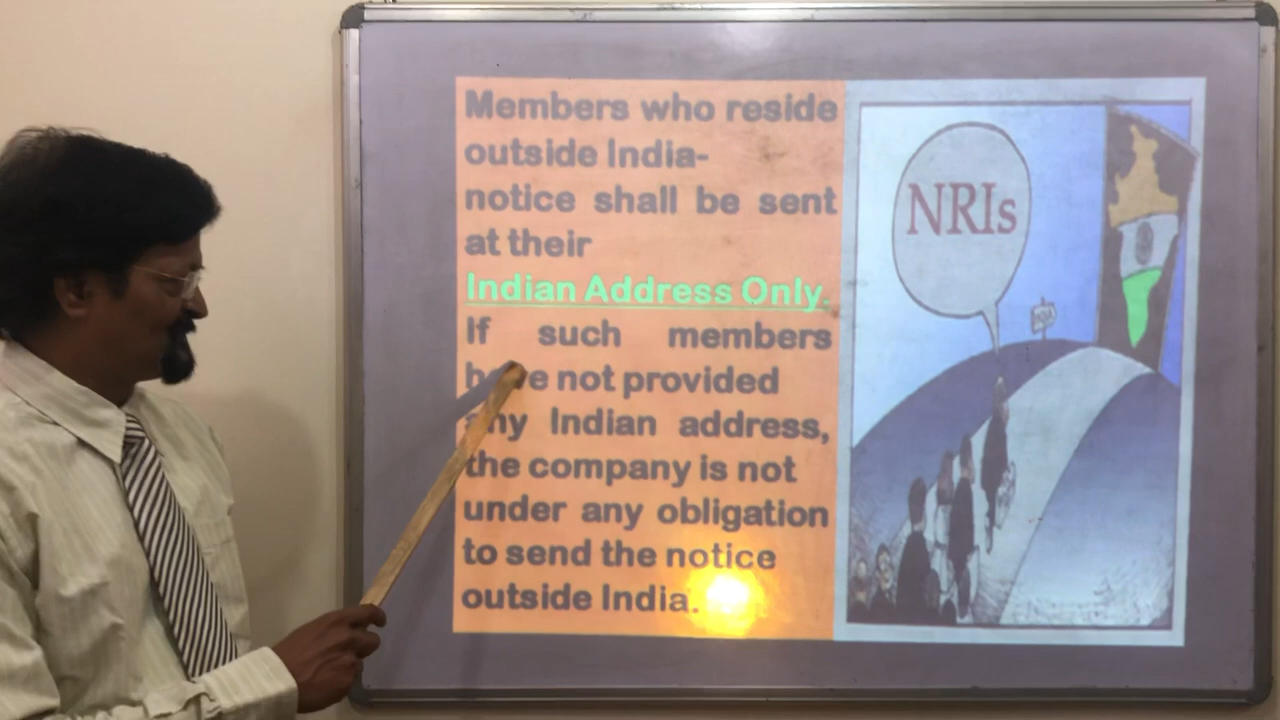 Members who reside
outside India-
notice shall be sent
at their
Indian Address Only.
If such members
have not provided
any Indian address,
the company is not
under any obligation
to send the notice
outside India.
NRIs
INDIA